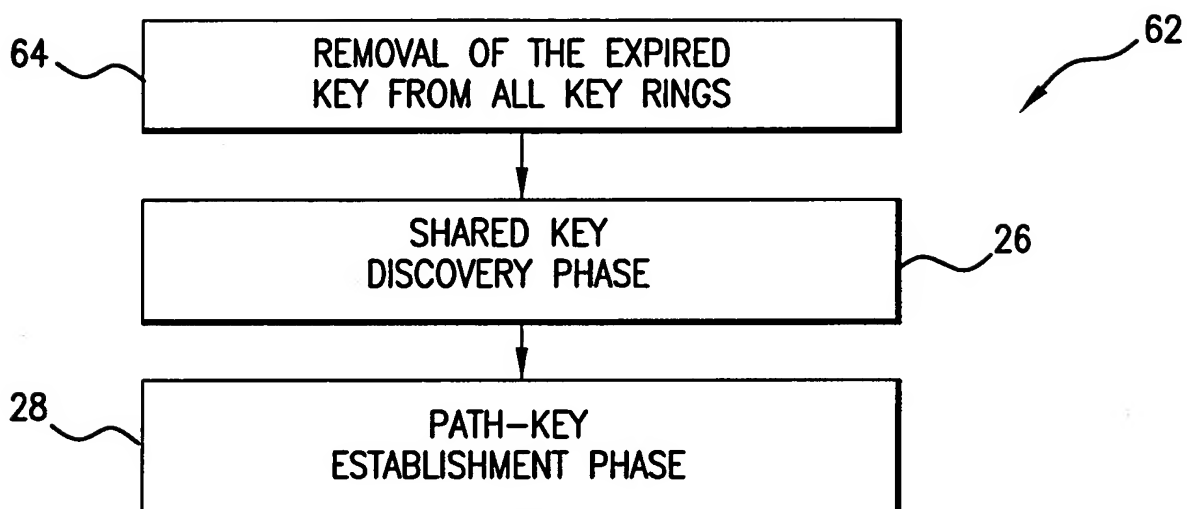 64
REMOVAL OF THE EXPIRED
KEY FROM ALL KEY RINGS
62
SHARED KEY
DISCOVERY PHASE
26
28
PATH-KEY
ESTABLISHMENT PHASE